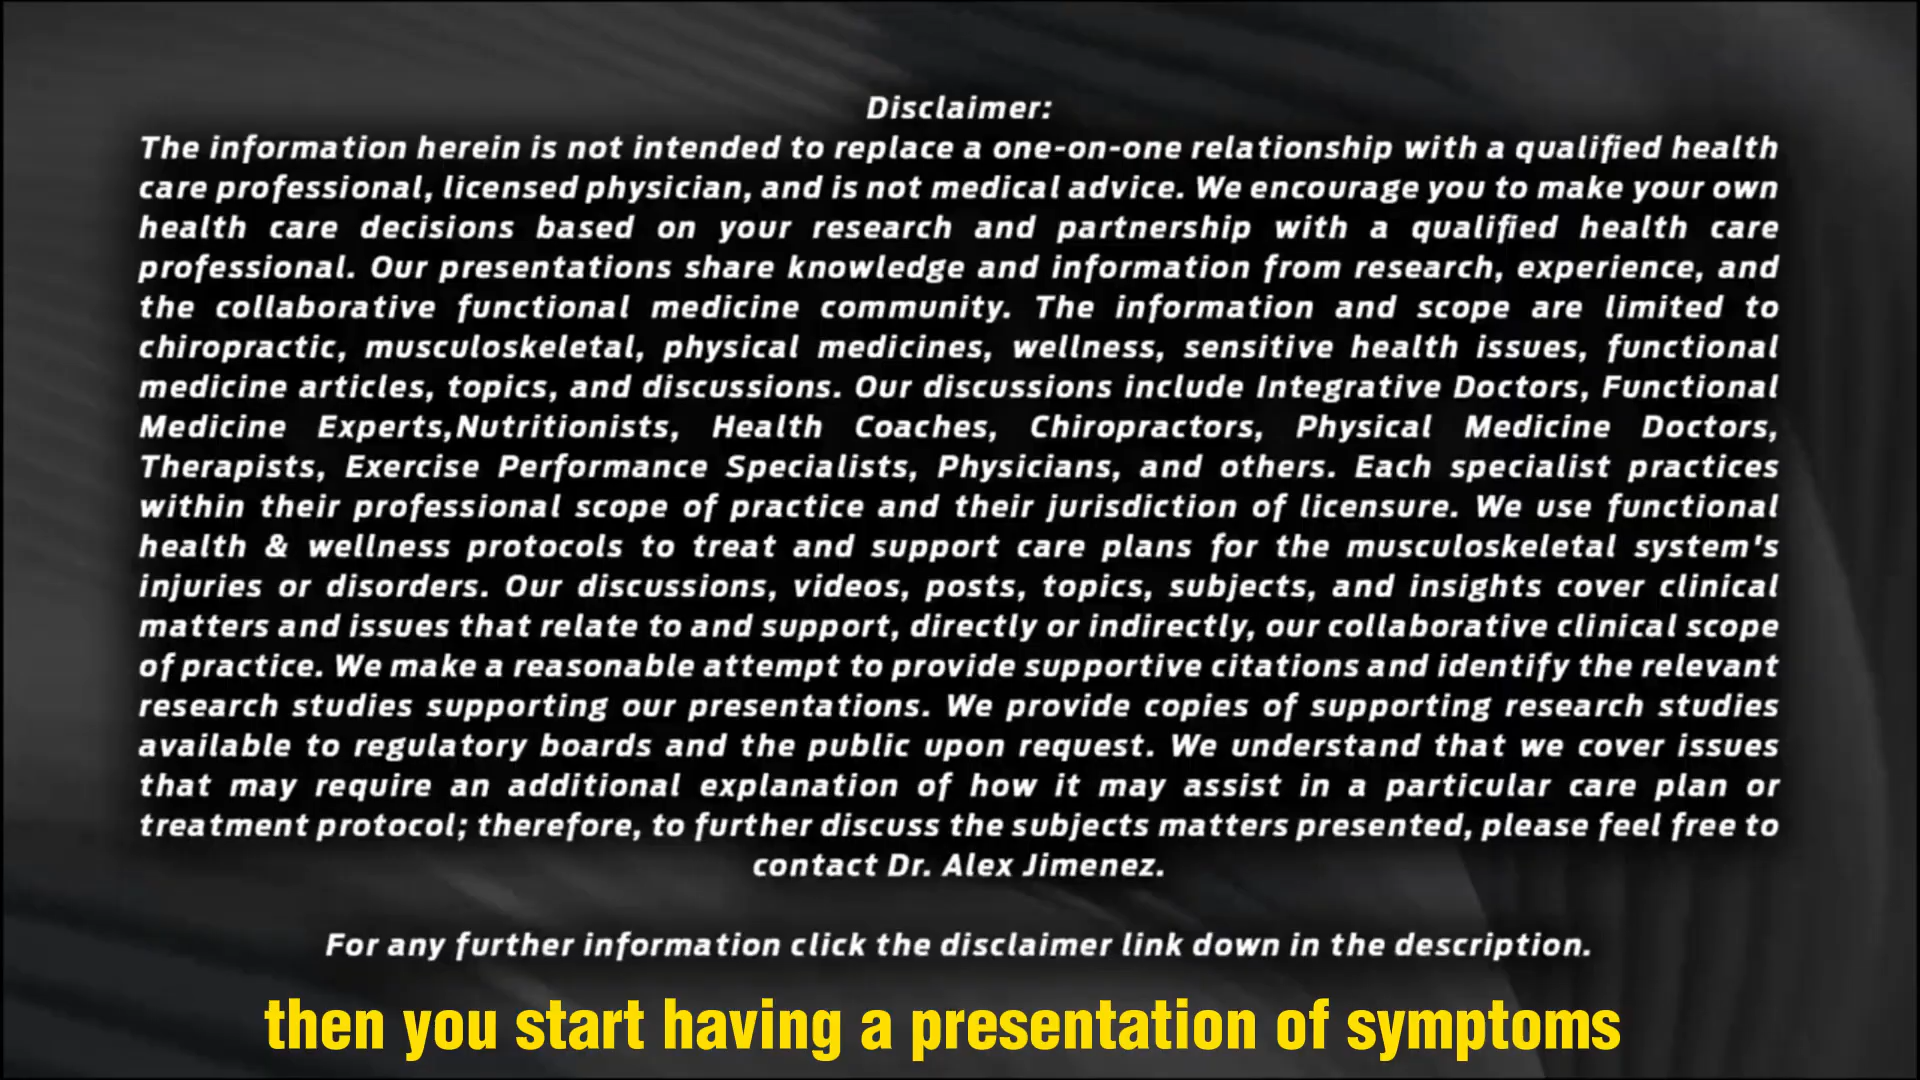 Disclaimer:
The information herein is not intended to replace a one-on-one relationship with a qualified health
care professional, licensed physician, and is not medical advice. We encourage you to make your own
health care decisions based on your research and partnership with a qualified health care
professional. Our presentations share knowledge and information from research, experience, and
the collaborative functional medicine community. The information and scope are limited to
chiropractic, musculoskeletal, physical medicines, wellness, sensitive health issues, functional
medicine articles, topics, and discussions. Our discussions include Integrative Doctors, Functional
Medicine Experts,Nutritionists, Health Coaches, Chiropractors, Physical Medicine Doctors,
Therapists, Exercise Performance Specialists, Physicians, and others. Each specialist practices
within their professional scope of practice and their jurisdiction of licensure. We use functional
health & wellness protocols to treat and support care plans for the musculoskeletal system's
injuries or disorders. Our discussions, videos, posts, topics, subjects, and insights cover clinical
matters and issues that relate to and support, directly or indirectly, our collaborative clinical scope
of practice. We make a reasonable attempt to provide supportive citations and identify the relevant
research studies supporting our presentations. We provide copies of supporting research studies
available to regulatory boards and the public upon request. We understand that we cover issues
that may require an additional explanation of how it may assist in a particular care plan or
treatment protocol; therefore, to further discuss the subjects matters presented, please feel free to
contact Dr. Alex Jimenez.
For any further information click the disclaimer link down in the description.
then you start having a presentation of symptoms